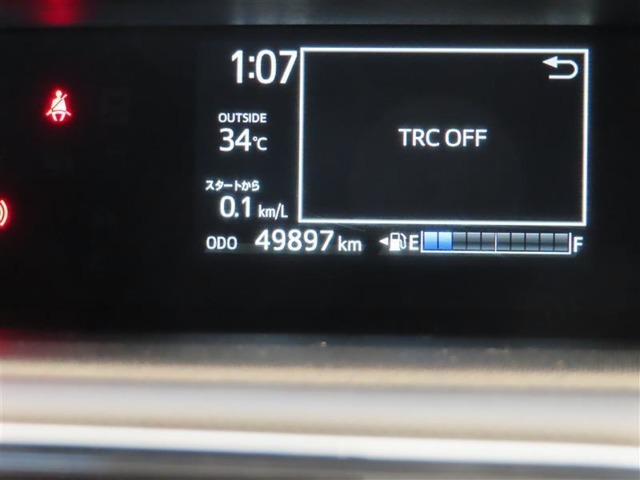 1:07
OUTSIDE
34℃
TRC OFF
スタートから
0.1 km/L
ODO 49897 km
E F